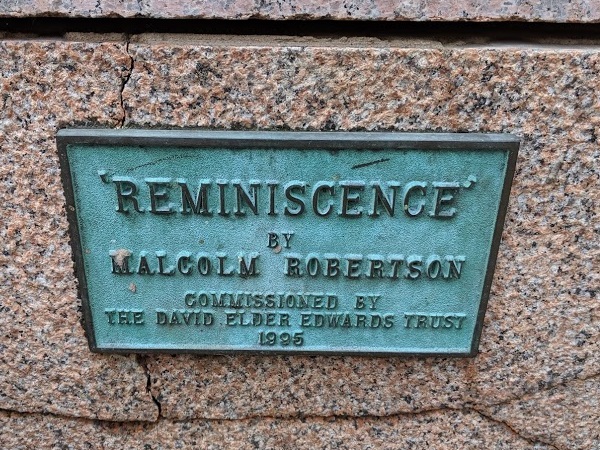 "REMINISCENCE"
BY
MALCOLM ROBERTSON
COMMISSIONED BY
THE DAVID ELDER EDWARDS TRUST
1995